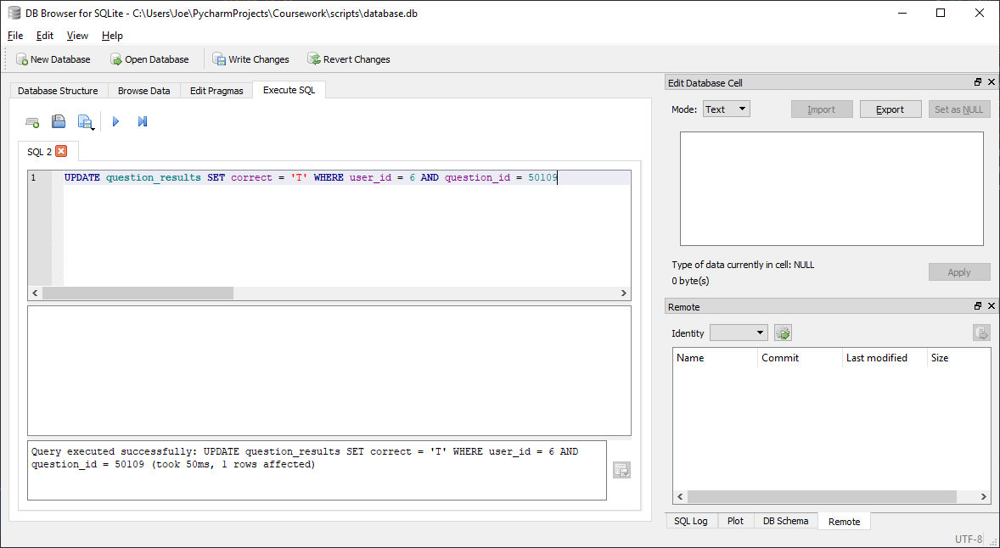 DB Browser for SQLite - C:\Users\Joe\PycharmProjects\Coursework\scripts\database.db
File Edit View Help
New Database Open Database Write Changes Revert Changes
Database Structure Browse Data Edit Pragmas Execute SQL
SQL 2
1 UPDATE question_results SET correct = 'T' WHERE user_id = 6 AND question_id = 50109
Query executed successfully: UPDATE question_results SET correct = 'T' WHERE user_id = 6 AND
question_id = 50109 (took 50ms, 1 rows affected)
Edit Database Cell
Mode: Text Import Export Set as NULL
Type of data currently in cell: NULL
0 byte(s)
Apply
Remote
Identity
Name Commit Last modified Size
SQL Log Plot DB Schema Remote
UTF-8